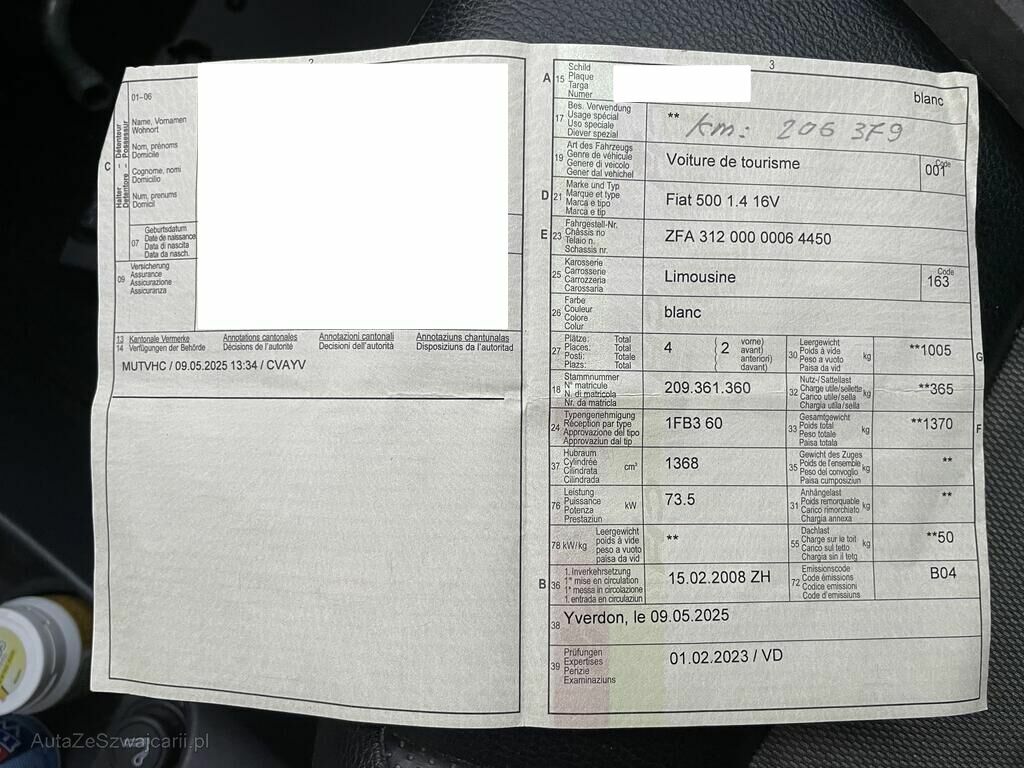 2
01-06
Name, Vornamen
Wohnort
Nom, prénoms
Domicile
Cognome, nomi
Domicilio
Num, prenums
Domicil
C
Halter – Détenteur
Detentore – Possessur
07
Geburtsdatum
Date de naissance
Data di nascita
Data da nasch.
09
Versicherung
Assurance
Assicurazione
Assicuranza
13 Kantonale Vermerke Annotations cantonales Annotazioni cantonali Annotaziuns chantunalas
14 Verfügungen der Behörde Décisions de l'autorité Decisioni dell'autorità Disposiziuns da l'autoritad
MUTVHC / 09.05.2025 13:34 / CVAYV
3
A 15
Schild
Plaque
Targa
Numer
blanc
17
Bes. Verwendung
Usage spécial
Uso speciale
Diever spezial
** km: 206 379
19
Art des Fahrzeugs
Genre de véhicule
Genere di veicolo
Gener dal vehichel
Voiture de tourisme
Code
001
D 21
Marke und Typ
Marque et type
Marca e tipo
Marca e tip
Fiat 500 1.4 16V
E 23
Fahrgestell-Nr.
Châssis no
Telaio n.
Schassis nr.
ZFA 312 000 0006 4450
25
Karosserie
Carrosserie
Carrozzeria
Carossaria
Limousine
Code
163
26
Farbe
Couleur
Colore
Colur
blanc
27
Plätze: Total
Places: Total
Posti: Totale
Plazs: Total
4
2
vorne)
avant)
anteriori)
davant)
30
Leergewicht
Poids à vide
Peso a vuoto
Paisa da vid
kg
**1005
G
18
Stammnummer
N° matricule
N. di matricola
Nr. da matricla
209.361.360
32
Nutz-/Sattellast
Charge utile/sellette
Carico utile/sella
Chargia utila/sella
kg
**365
24
Typengenehmigung
Réception par type
Approvazione del tipo
Approvaziun dal tip
1FB3 60
33
Gesamtgewicht
Poids total
Peso totale
Paisa totala
kg
**1370
F
37
Hubraum
Cylindrée
Cilindrata
Cilindrada
cm³
1368
35
Gewicht des Zuges
Poids de l'ensemble
Peso del convoglio
Paisa cumposiziun
kg
**
76
Leistung
Puissance
Potenza
Prestaziun
kW
73.5
31
Anhängelast
Poids remorquable
Carico rimorchiato
Chargia annexa
kg
**
78 kW/kg
Leergewicht
poids à vide
peso a vuoto
paisa da vid
**
55
Dachlast
Charge sur le toit
Carico sul tetto
Chargia sin il tetg
kg
**50
B 36
1. Inverkehrsetzung
1re mise en circulation
1a messa in circolazione
1. entrada en circulaziun
15.02.2008 ZH
72
Emissionscode
Code émissions
Codice emissioni
Code d'emissiuns
B04
38
Yverdon, le 09.05.2025
39
Prüfungen
Expertises
Perizie
Examinaziuns
01.02.2023 / VD
AutaZeSzwajcarii.pl